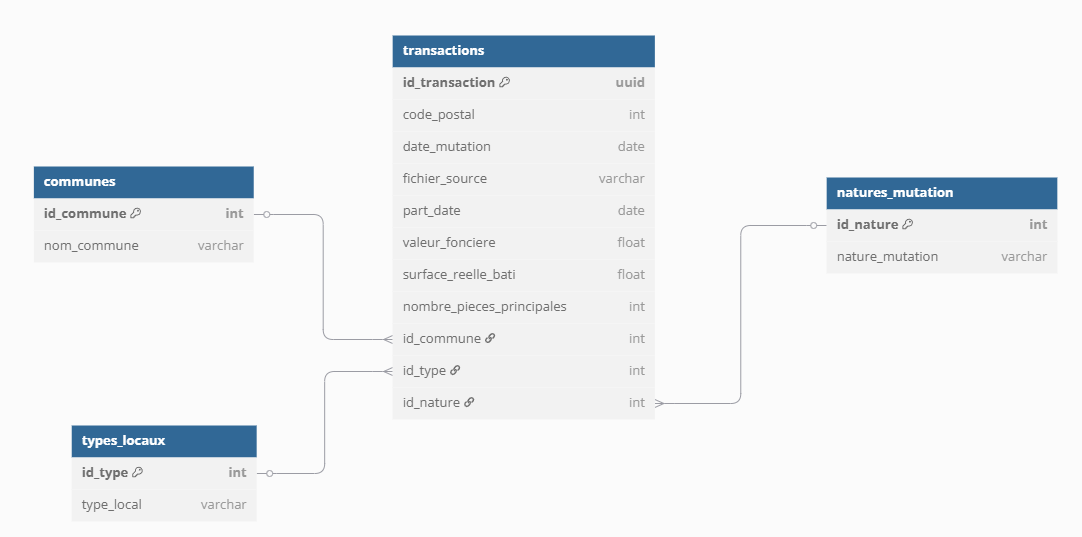 transactions
id_transaction uuid
code_postal int
date_mutation date
fichier_source varchar
part_date date
valeur_fonciere float
surface_reelle_bati float
nombre_pieces_principales int
id_commune int
id_type int
id_nature int
communes
id_commune int
nom_commune varchar
types_locaux
id_type int
type_local varchar
natures_mutation
id_nature int
nature_mutation varchar